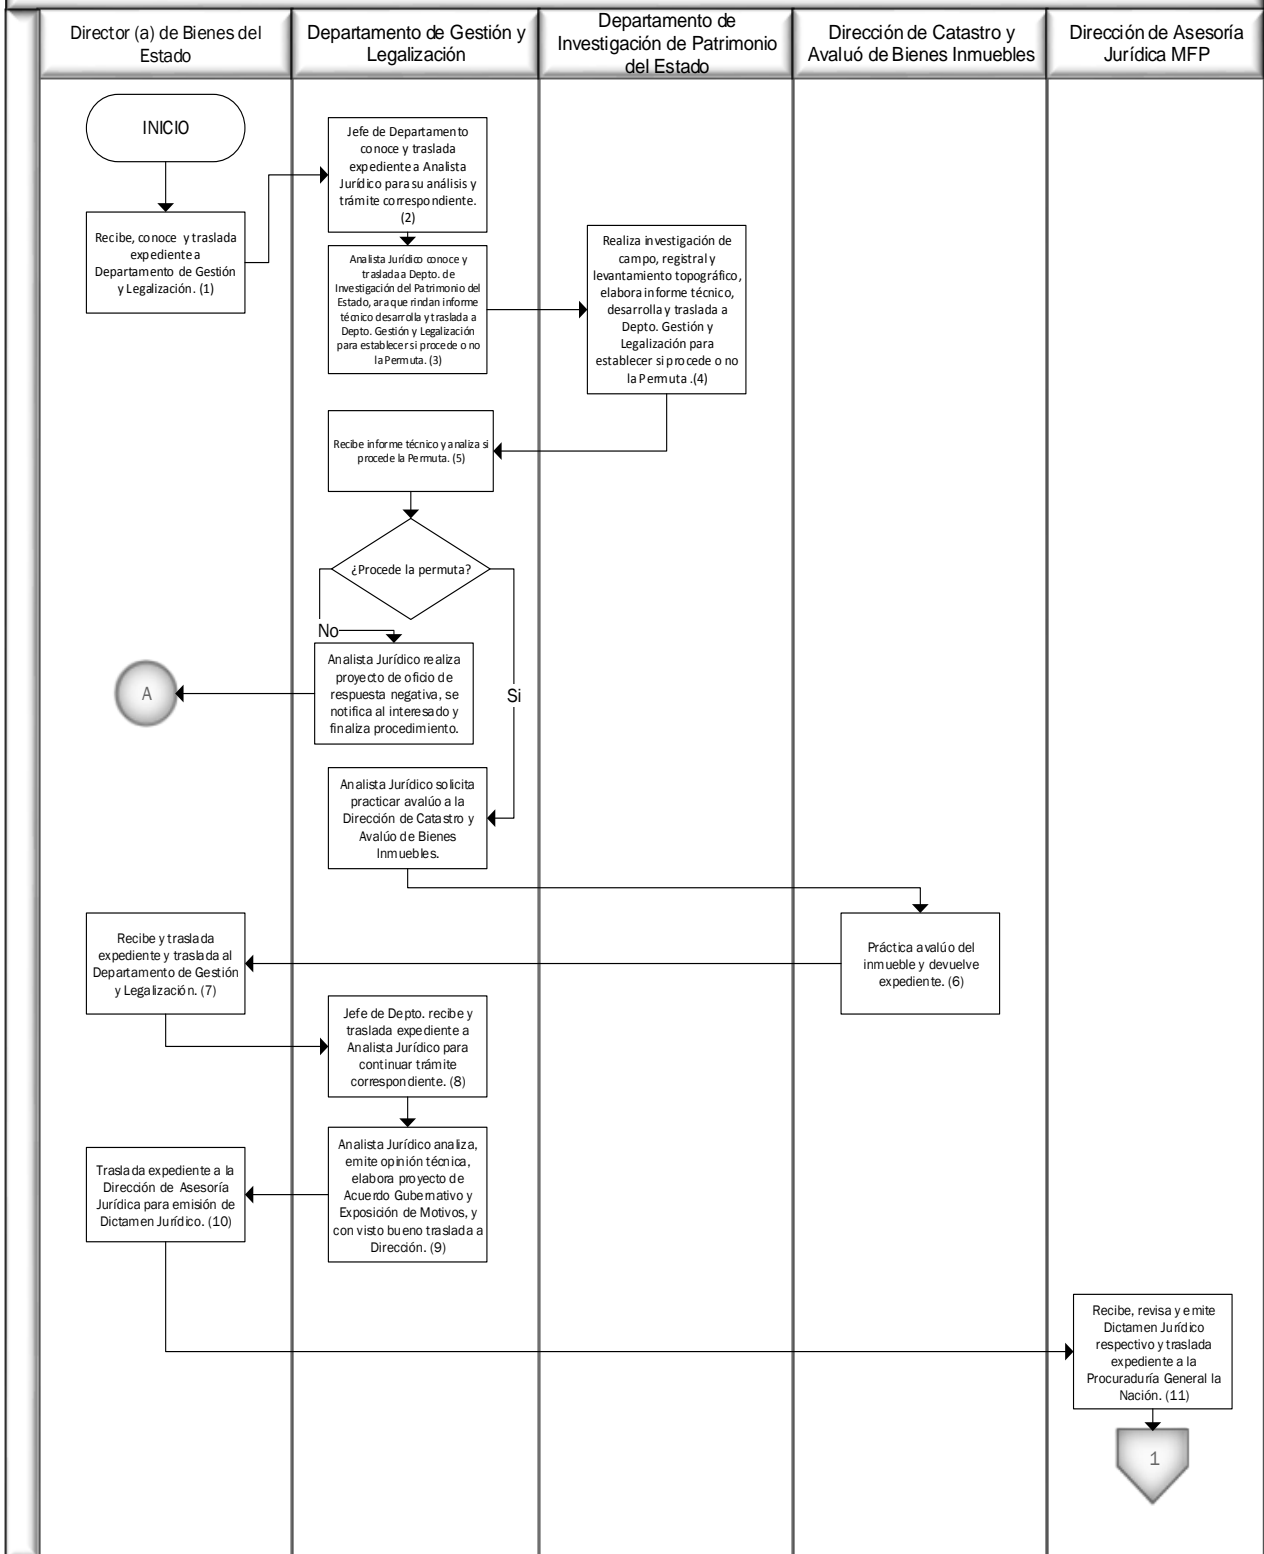 Director (a) de Bienes del
Estado
Departamento de Gestión y
Legalización
Departamento de
Investigación de Patrimonio
del Estado
Dirección de Catastro y
Avaluó de Bienes Inmuebles
Dirección de Asesoría
Jurídica MFP
INICIO
Recibe, conoce y traslada
expediente a
Departamento de Gestión
y Legalización. (1)
Jefe de Departamento
conoce y traslada
expediente a Analista
Jurídico para su análisis y
trámite correspondiente.
(2)
Analista Jurídico conoce y
traslada a Depto. de
Investigación del Patrimonio del
Estado, ara que rindan informe
técnico desarrolla y traslada a
Depto. Gestión y Legalización
para establecer si procede o no
la Permuta. (3)
Realiza investigación de
campo, registral y
levantamiento topográfico,
elabora informe técnico,
desarrolla y traslada a
Depto. Gestión y
Legalización para
establecer si procede o no
la Permuta .(4)
Recibe informe técnico y analiza si
procede la Permuta. (5)
¿Procede la permuta?
No
Si
Analista Jurídico realiza
proyecto de oficio de
respuesta negativa, se
notifica al interesado y
finaliza procedimiento.
A
Analista Jurídico solicita
practicar avalúo a la
Dirección de Catastro y
Avalúo de Bienes
Inmuebles.
Práctica avalúo del
inmueble y devuelve
expediente. (6)
Recibe y traslada
expediente y traslada al
Departamento de Gestión
y Legalización. (7)
Jefe de Depto. recibe y
traslada expediente a
Analista Jurídico para
continuar trámite
correspondiente. (8)
Analista Jurídico analiza,
emite opinión técnica,
elabora proyecto de
Acuerdo Gubernativo y
Exposición de Motivos, y
con visto bueno traslada a
Dirección. (9)
Traslada expediente a la
Dirección de Asesoría
Jurídica para emisión de
Dictamen Jurídico. (10)
Recibe, revisa y emite
Dictamen Jurídico
respectivo y traslada
expediente a la
Procuraduría General la
Nación. (11)
1